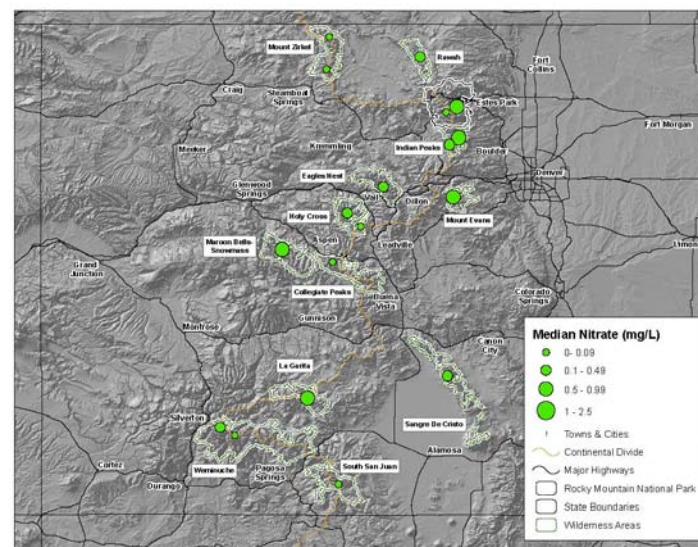 Mount Zirkel
Rawah
Fort
Collins
Craig
Steamboat
Springs
Estes Park
Fort Morgan
Kremmling
Indian Peaks
Meeker
Boulder
Eagles Nest
Glenwood
Springs
Vail
Dillon
Denver
Holy Cross
Mount Evans
Maroon Bells-
Snowmass
Aspen
Leadville
Limon
Grand
Junction
Collegiate Peaks
Buena
Vista
Colorado
Springs
Gunnison
Montrose
Canon
City
La Garita
Silverton
Sangre De Cristo
Alamosa
Cortez
Weminuche
Pagosa
Springs
South San Juan
Durango
Median Nitrate (mg/L)
0- 0.09
0.1 - 0.49
0.5 - 0.99
1 - 2.5
Towns & Cities
Continental Divide
Major Highways
Rocky Mountain National Park
State Boundaries
Wilderness Areas